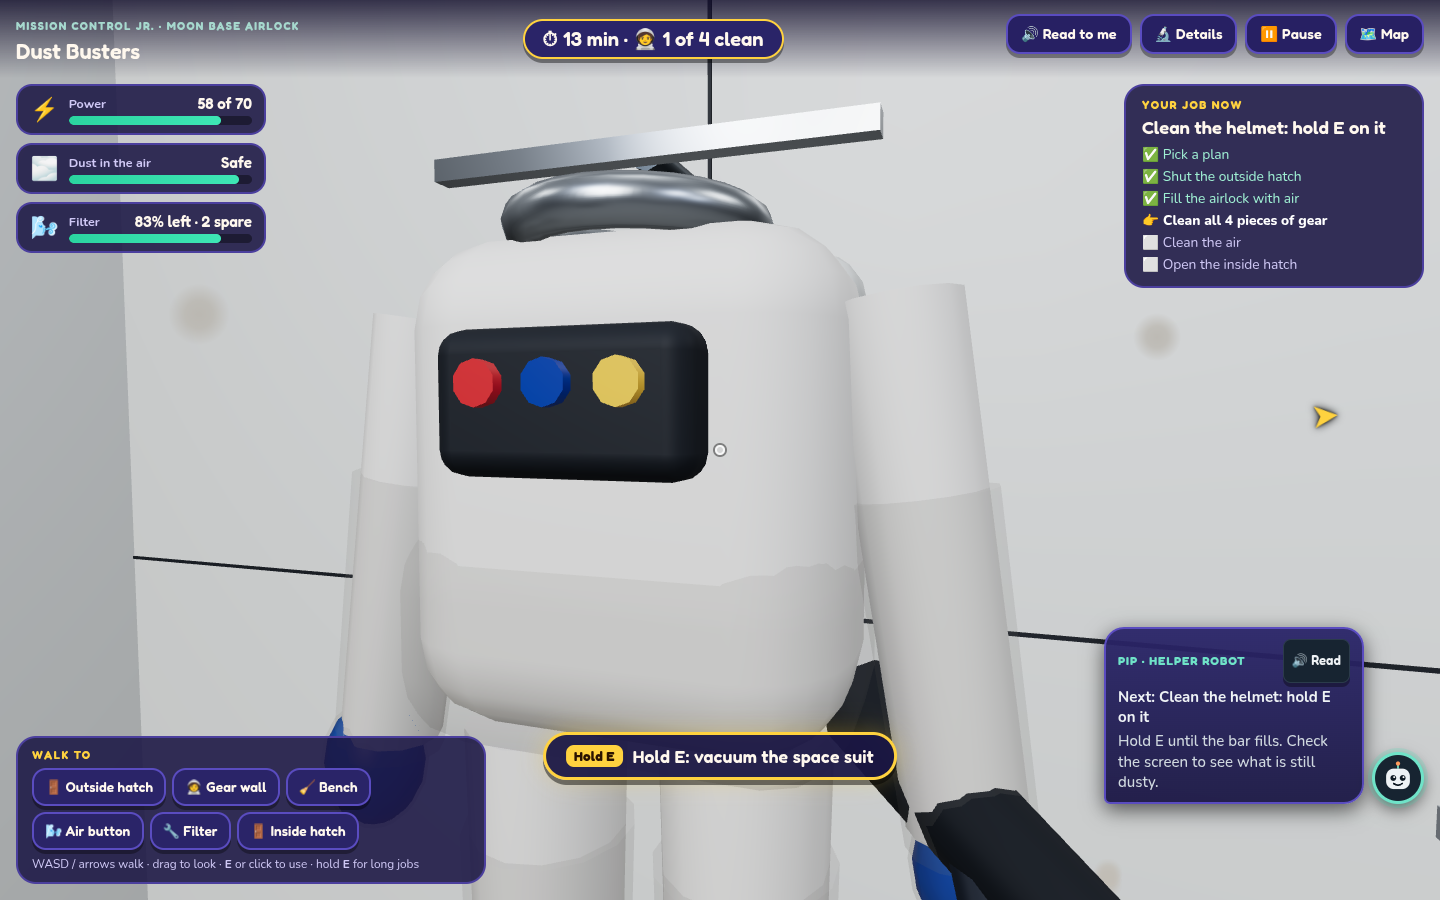 MISSION CONTROL JR. · MOON BASE AIRLOCK
Dust Busters
⏱ 13 min · 🧑‍🚀 1 of 4 clean
🔊 Read to me
🔬 Details
⏸ Pause
🗺️ Map
⚡ Power 58 of 70
Dust in the air Safe
Filter 83% left · 2 spare
YOUR JOB NOW
Clean the helmet: hold E on it
✅ Pick a plan
✅ Shut the outside hatch
✅ Fill the airlock with air
👉 Clean all 4 pieces of gear
⬜ Clean the air
⬜ Open the inside hatch
PIP · HELPER ROBOT
🔊 Read
Next: Clean the helmet: hold E
on it
Hold E until the bar fills. Check
the screen to see what is still
dusty.
Hold E Hold E: vacuum the space suit
WALK TO
Outside hatch
Gear wall
Bench
Air button
Filter
Inside hatch
WASD / arrows walk · drag to look · E or click to use · hold E for long jobs